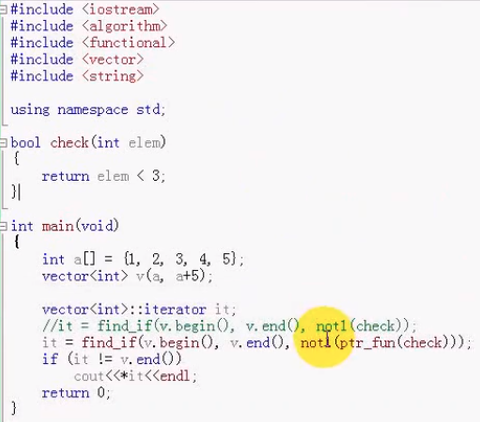 #include <iostream>
#include <algorithm>
#include <functional>
#include <vector>
#include <string>
using namespace std;
bool check(int elem)
{
return elem < 3;
}
int main(void)
{
int a[] = {1, 2, 3, 4, 5};
vector<int> v(a, a+5);
vector<int>::iterator it;
//it = find_if(v.begin(), v.end(), not1(check));
it = find_if(v.begin(), v.end(), not1(ptr_fun(check)));
if (it != v.end())
cout<<*it<<endl;
return 0;
}